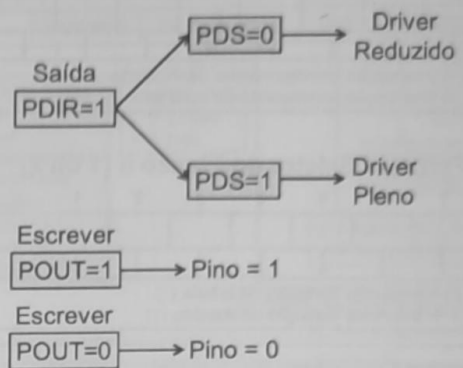 PDS=0
Driver
Reduzido
Saída
PDIR=1
PDS=1
Driver
Pleno
Escrever
POUT=1
Pino = 1
Escrever
POUT=0
Pino = 0